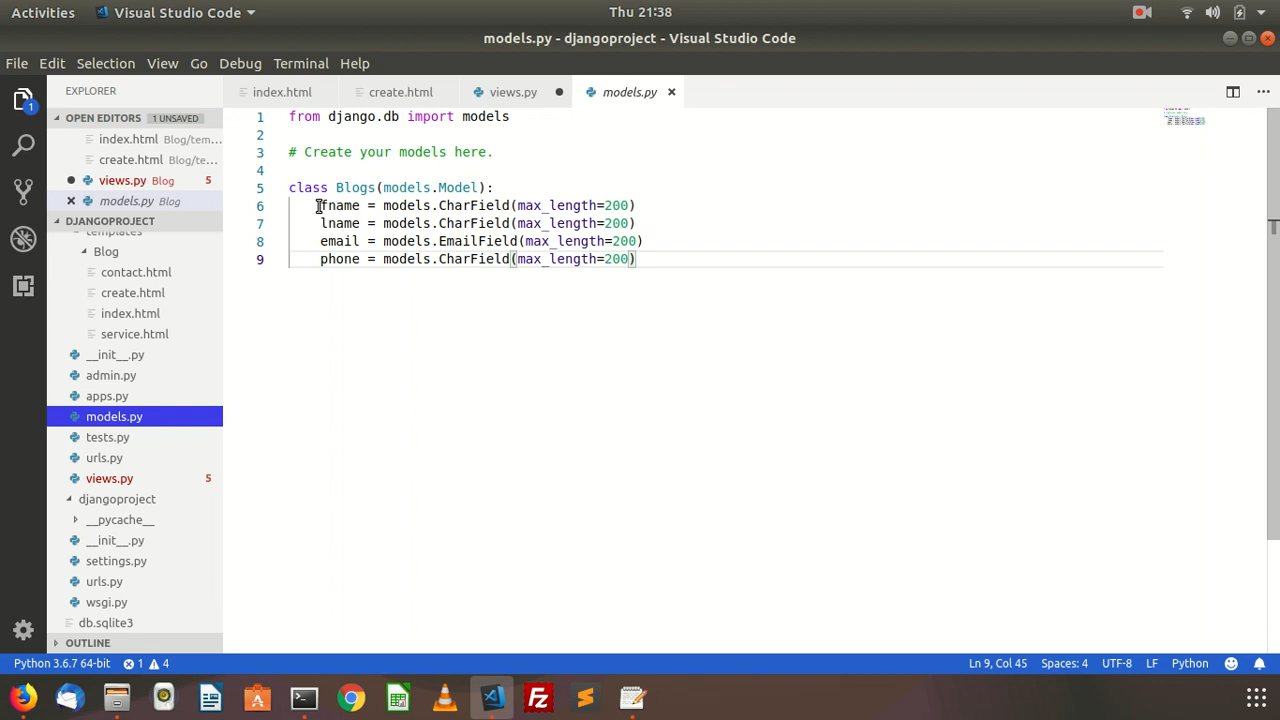 Activities Visual Studio Code Thu 21:38
models.py - djangoproject - Visual Studio Code
File Edit Selection View Go Debug Terminal Help
EXPLORER
OPEN EDITORS 1 UNSAVED
index.html Blog/tem...
create.html Blog/te...
views.py Blog 5
models.py Blog
DJANGOPROJECT
templates
Blog
contact.html
create.html
index.html
service.html
__init__.py
admin.py
apps.py
models.py
tests.py
urls.py
views.py 5
djangoproject
__pycache__
__init__.py
settings.py
urls.py
wsgi.py
db.sqlite3
OUTLINE
index.html create.html views.py models.py
1 from django.db import models
2
3 # Create your models here.
4
5 class Blogs(models.Model):
6 fname = models.CharField(max_length=200)
7 lname = models.CharField(max_length=200)
8 email = models.EmailField(max_length=200)
9 phone = models.CharField(max_length=200)
1
Python 3.6.7 64-bit 1 4 Ln 9, Col 45 Spaces: 4 UTF-8 LF Python